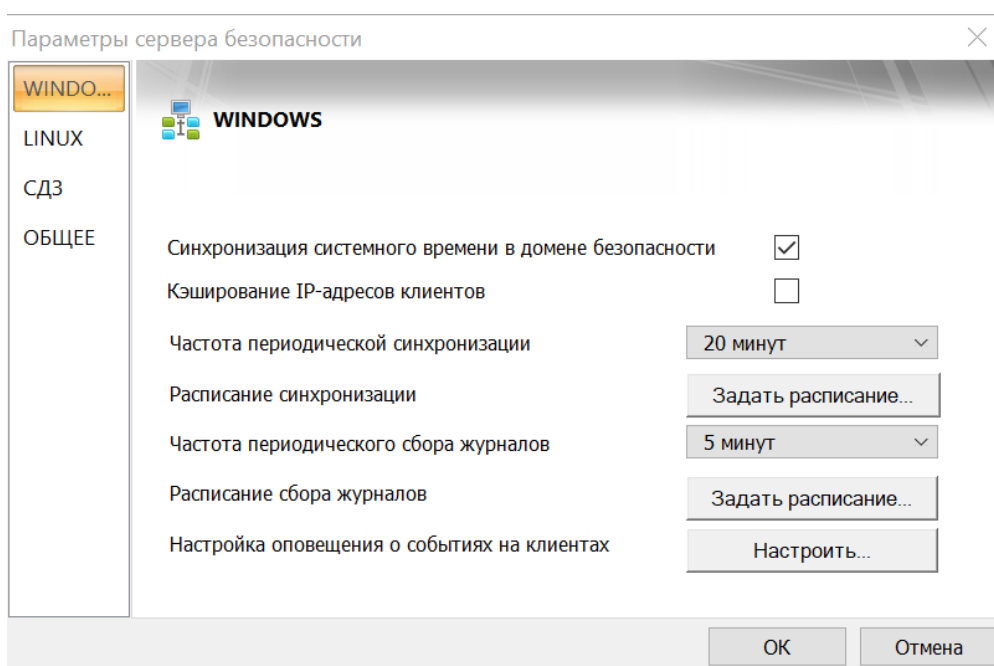 Параметры сервера безопасности
WINDO...
LINUX
СДЗ
ОБЩЕЕ
WINDOWS
Синхронизация системного времени в домене безопасности
Кэширование IP-адресов клиентов
Частота периодической синхронизации
20 минут
Расписание синхронизации
Задать расписание...
Частота периодического сбора журналов
5 минут
Расписание сбора журналов
Задать расписание...
Настройка оповещения о событиях на клиентах
Настроить...
ОК
Отмена